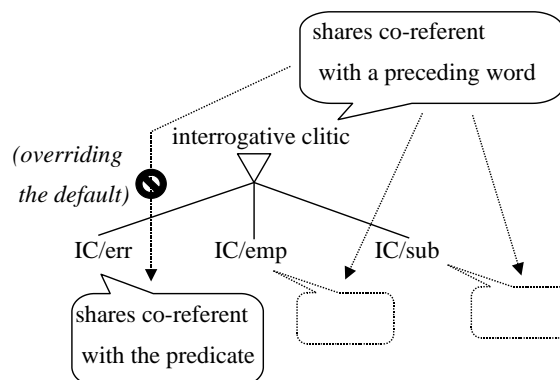 shares co-referent
with a preceding word
interrogative clitic
(overriding
the default)
IC/err IC/emp IC/sub
shares co-referent
with the predicate